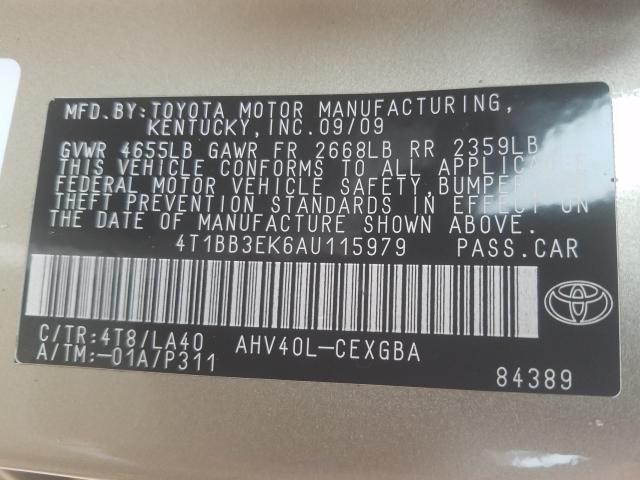 MFD.BY:TOYOTA MOTOR MANUFACTURING,
KENTUCKY,INC.09/09
GVWR 4655LB GAWR FR 2668LB RR 2359LB
THIS VEHICLE CONFORMS TO ALL
FEDERAL MOTOR VEHICLE SAFETY,BUMPER
THEFT PREVENTION STANDARDS IN EFFECT ON
THE DATE OF MANUFACTURE SHOWN ABOVE.
4T1BB3EK6AU115979 PASS.CAR
C/TR:4T8/LA40 AHV40L-CEXGBA
A/TM:-01A/P311
84389